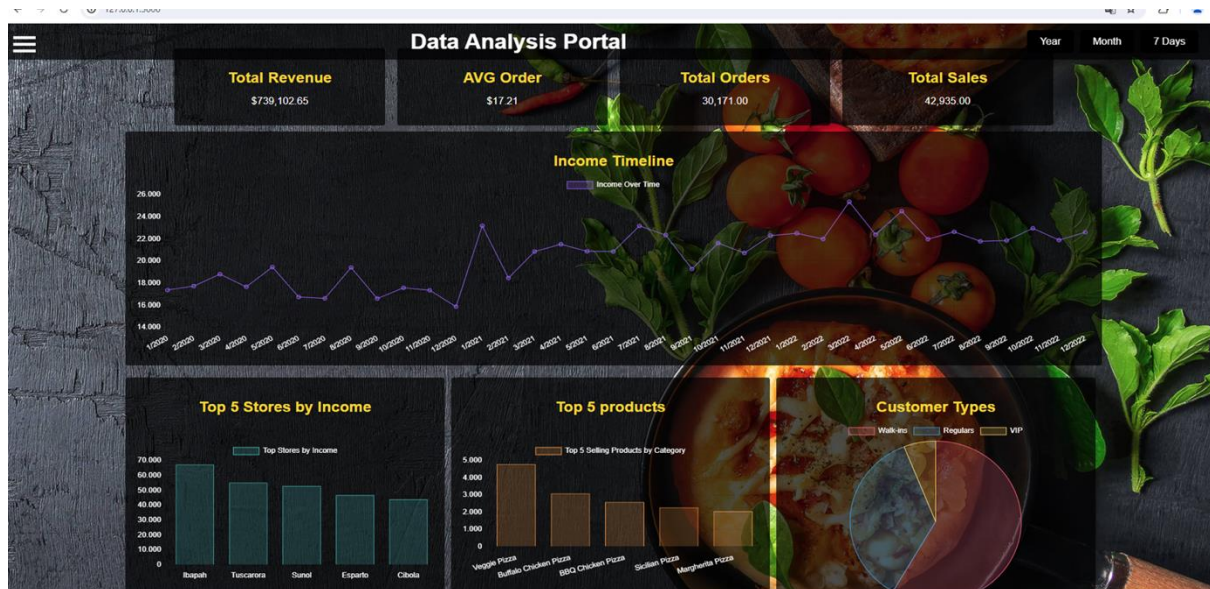 127.0.0.1:5000
Data Analysis Portal
Year Month 7 Days
Total Revenue
$739,102.65
AVG Order
$17.21
Total Orders
30,171.00
Total Sales
42,935.00
Income Timeline
Income Over Time
26.000
24.000
22.000
20.000
18.000
16.000
14.000
1/2020 2/2020 3/2020 4/2020 5/2020 6/2020 7/2020 8/2020 9/2020 10/2020 11/2020 12/2020 1/2021 2/2021 3/2021 4/2021 5/2021 6/2021 7/2021 8/2021 9/2021 10/2021 11/2021 12/2021 1/2022 2/2022 3/2022 4/2022 5/2022 6/2022 7/2022 8/2022 9/2022 10/2022 11/2022 12/2022
Top 5 Stores by Income
Top Stores by Income
70.000
60.000
50.000
40.000
30.000
20.000
10.000
0
Ibapah Tuscarora Sunol Esparto Cibola
Top 5 products
Top 5 Selling Products by Category
5.000
4.000
3.000
2.000
1.000
0
Veggie Pizza Buffalo Chicken Pizza BBQ Chicken Pizza Sicilian Pizza Margherita Pizza
Customer Types
Walk-ins Regulars VIP